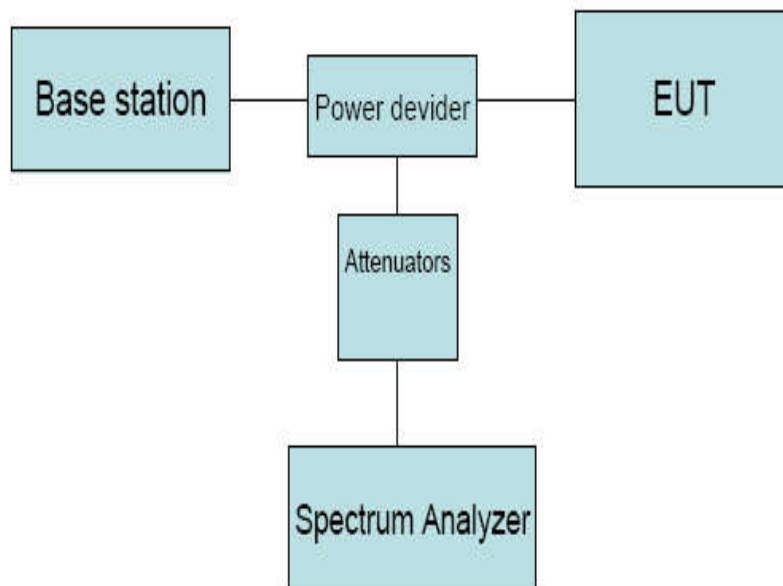 Base station
Power devider
EUT
Attenuators
Spectrum Analyzer